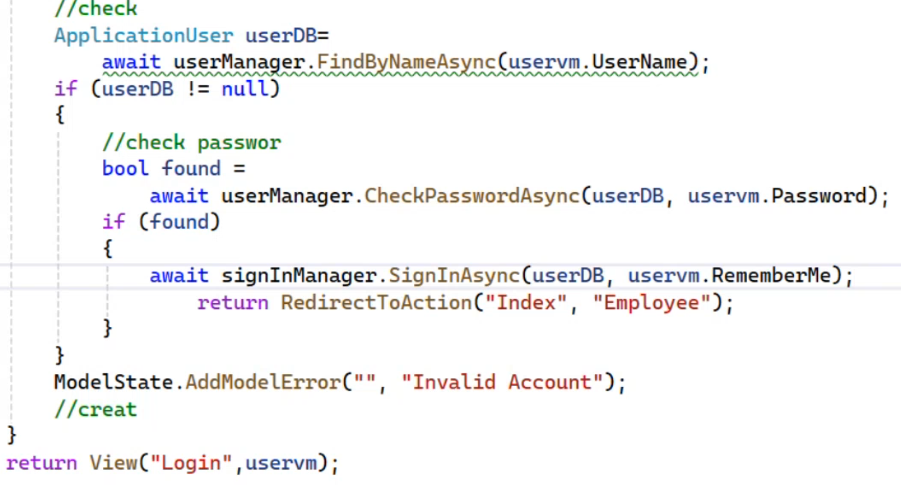 //check
ApplicationUser userDB=
await userManager.FindByNameAsync(uservm.UserName);
if (userDB != null)
{
//check passwor
bool found =
await userManager.CheckPasswordAsync(userDB, uservm.Password);
if (found)
{
await signInManager.SignInAsync(userDB, uservm.RememberMe);
return RedirectToAction("Index", "Employee");
}
}
ModelState.AddModelError("", "Invalid Account");
//creat
}
return View("Login",uservm);